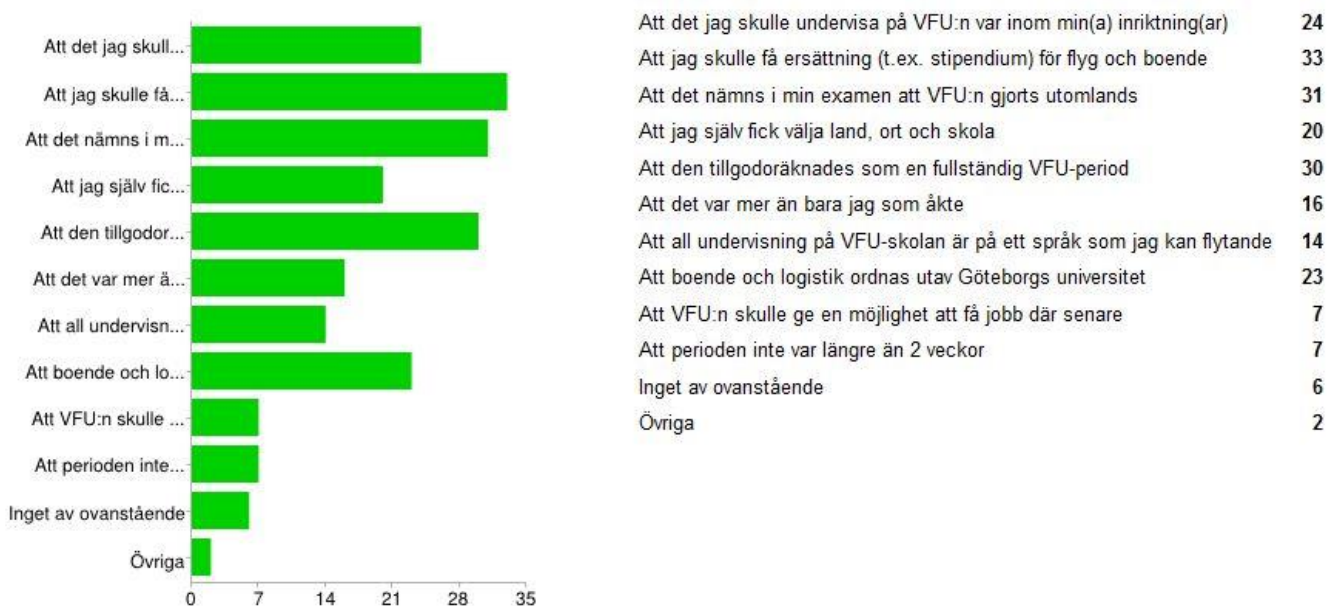 Att det jag skull...
Att jag skulle få...
Att det nämns i m...
Att jag själv fic...
Att den tillgodor...
Att det var mer ä...
Att all undervisn...
Att boende och lo...
Att VFU:n skulle ...
Att perioden inte...
Inget av ovanstående
Övriga
0 7 14 21 28 35
Att det jag skulle undervisa på VFU:n var inom min(a) inriktning(ar) 24
Att jag skulle få ersättning (t.ex. stipendium) för flyg och boende 33
Att det nämns i min examen att VFU:n gjorts utomlands 31
Att jag själv fick välja land, ort och skola 20
Att den tillgodoräknades som en fullständig VFU-period 30
Att det var mer än bara jag som åkte 16
Att all undervisning på VFU-skolan är på ett språk som jag kan flytande 14
Att boende och logistik ordnas utav Göteborgs universitet 23
Att VFU:n skulle ge en möjlighet att få jobb där senare 7
Att perioden inte var längre än 2 veckor 7
Inget av ovanstående 6
Övriga 2